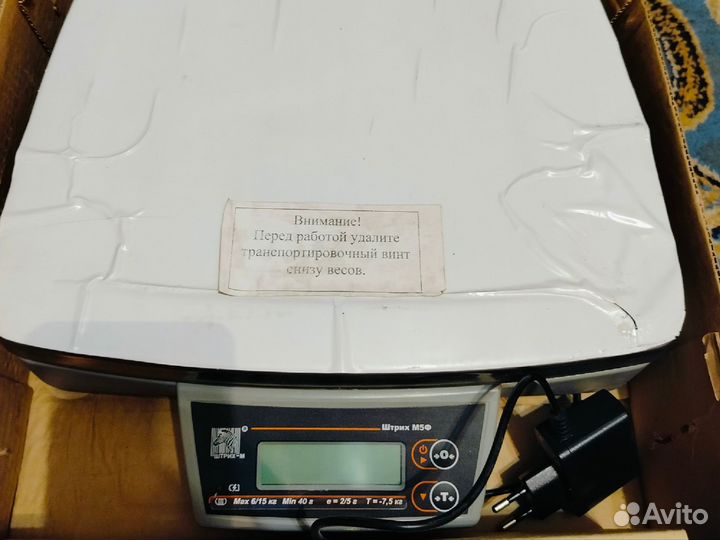 Внимание!
Перед работой удалите
транспортировочный винт
снизу весов.
Штрих М5Ф
®
ШТРИХ-М
→0←
→T←
Max 6/15 кг Min 40 г e = 2/5 г T = -7,5 кг
Avito